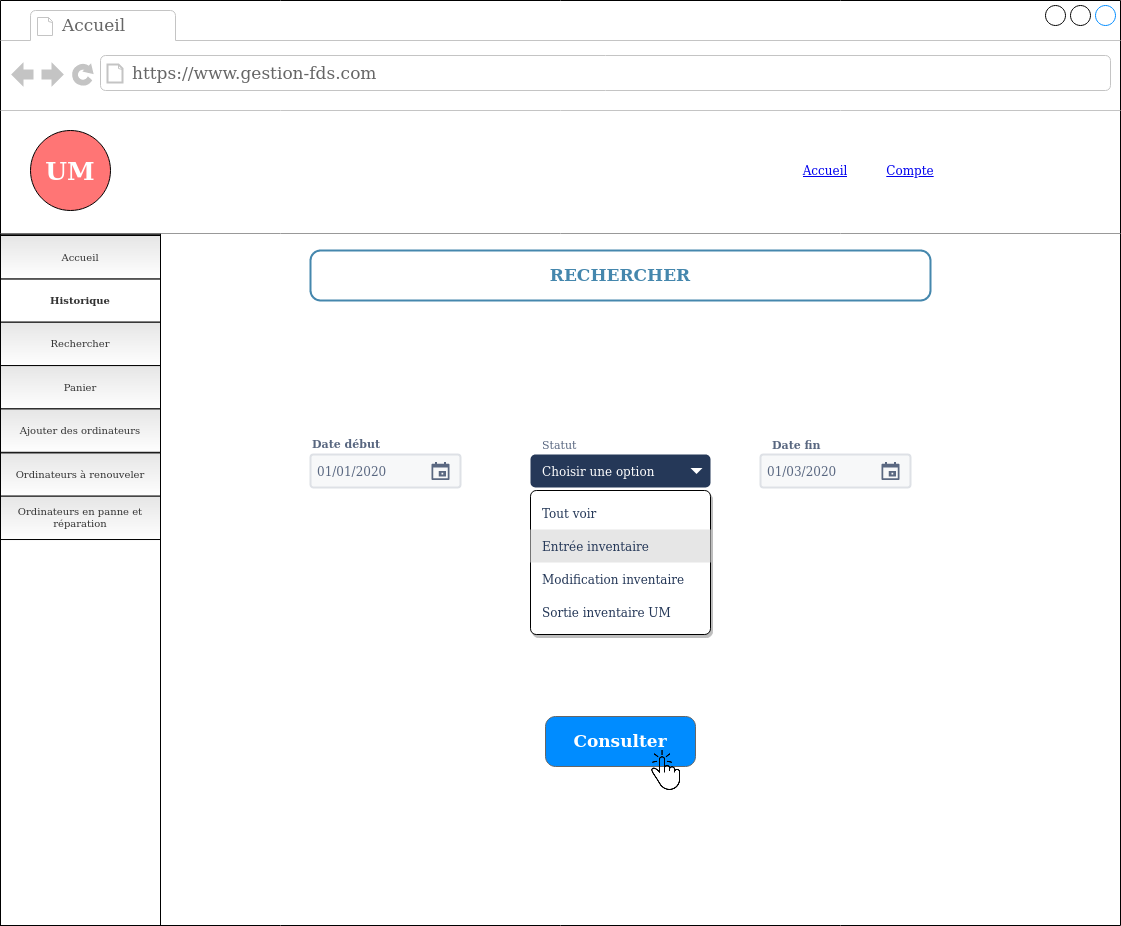 Accueil
https://www.gestion-fds.com
UM
Accueil
Compte
Accueil
Historique
Rechercher
Panier
Ajouter des ordinateurs
Ordinateurs à renouveler
Ordinateurs en panne et
réparation
RECHERCHER
Date début
01/01/2020
Statut
Choisir une option
Tout voir
Entrée inventaire
Modification inventaire
Sortie inventaire UM
Date fin
01/03/2020
Consulter